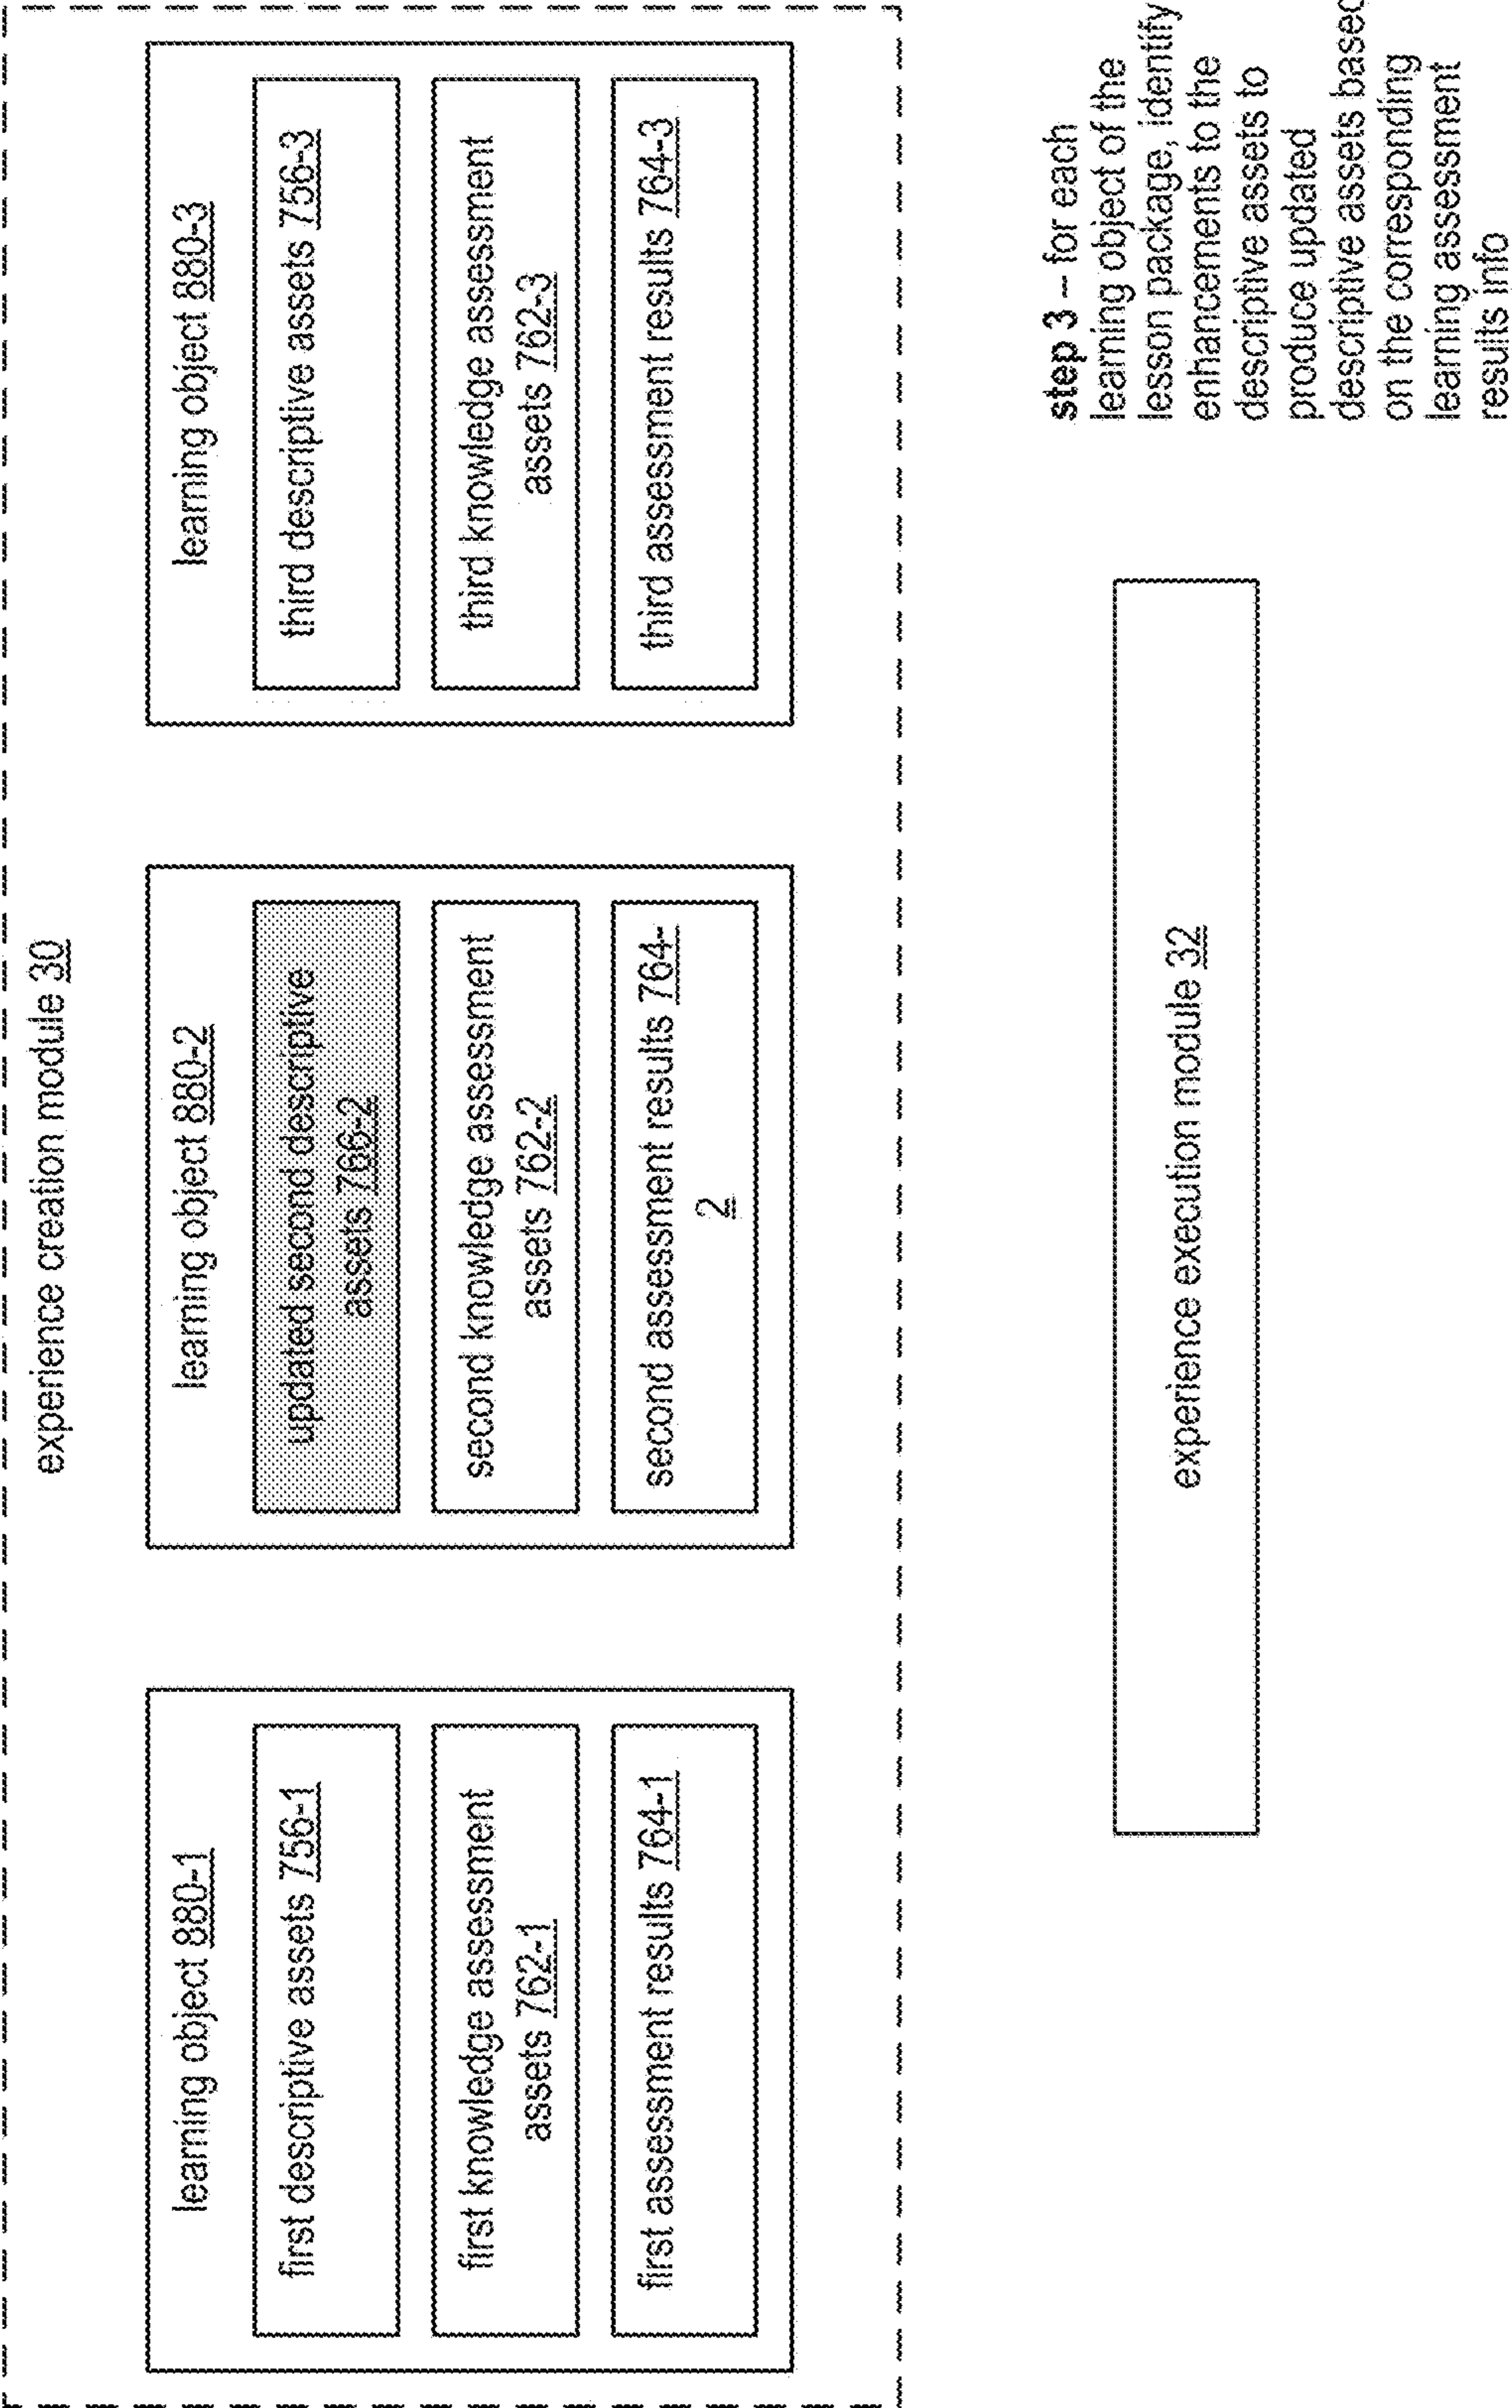 experience creation module 30
learning object 880-1
first descriptive assets 756-1
first knowledge assessment
assets 762-1
first assessment results 764-1
learning object 880-2
updated second descriptive
assets 766-2
second knowledge assessment
assets 762-2
second assessment results 764-
2
learning object 880-3
third descriptive assets 756-3
third knowledge assessment
assets 762-3
third assessment results 764-3
experience execution module 32
step 3 – for each
learning object of the
lesson package, identify
enhancements to the
descriptive assets to
produce updated
descriptive assets based
on the corresponding
learning assessment
results info